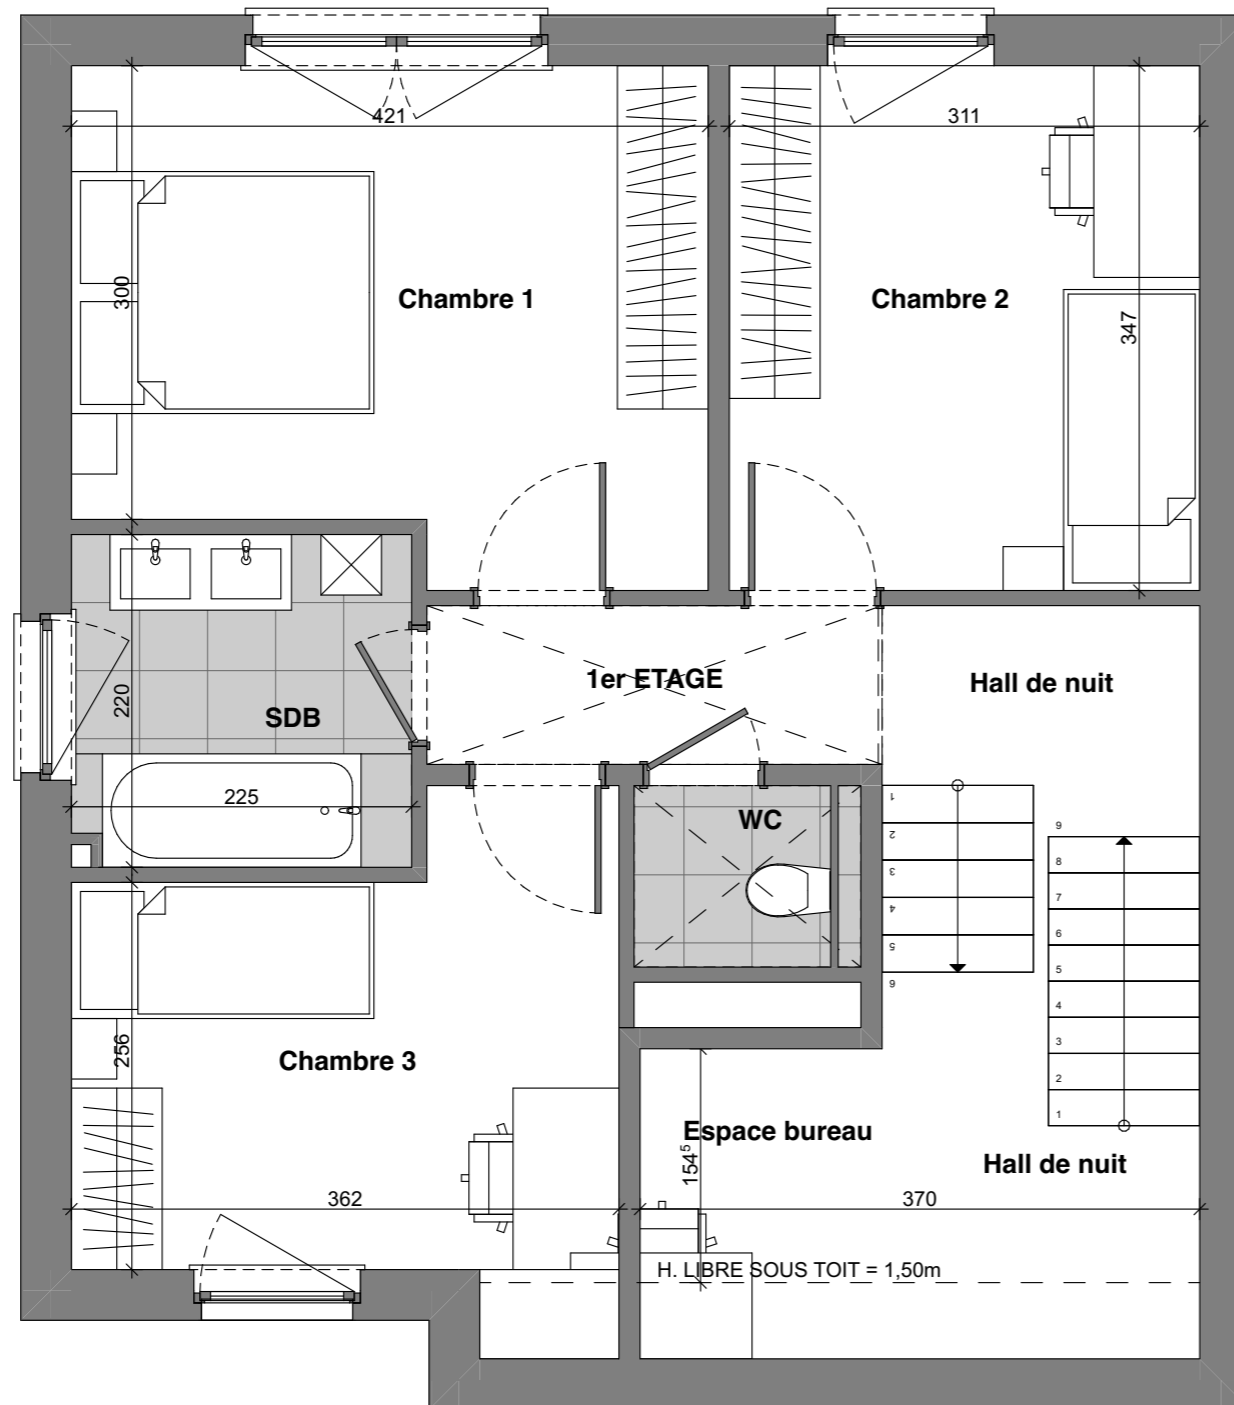 421
311
300
Chambre 1
Chambre 2
347
1er ETAGE
Hall de nuit
220
SDB
225
WC
1
2
3
4
5
6
9
8
7
6
5
4
3
2
1
256
Chambre 3
Espace bureau
154⁵
Hall de nuit
362
370
H. LIBRE SOUS TOIT = 1,50m